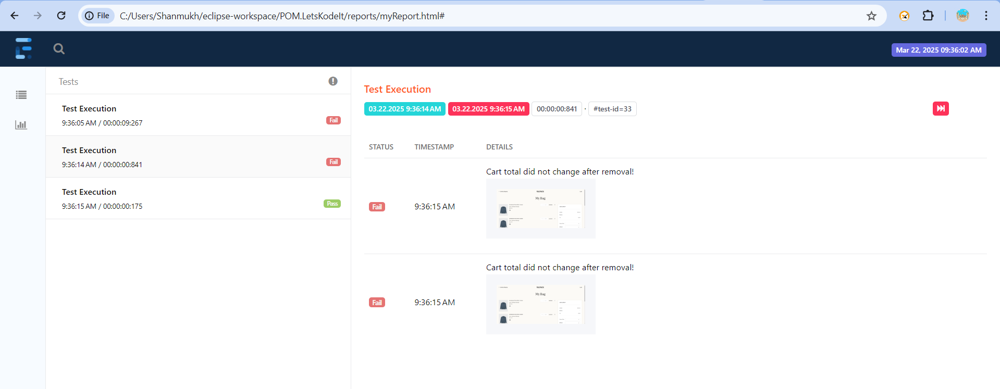 File C:/Users/Shanmukh/eclipse-workspace/POM.LetsKodeIt/reports/myReport.html#
Mar 22, 2025 09:36:02 AM
Tests
Test Execution
9:36:05 AM / 00:00:09:267
Fail
Test Execution
9:36:14 AM / 00:00:00:841
Fail
Test Execution
9:36:15 AM / 00:00:00:175
Pass
Test Execution
03.22.2025 9:36:14 AM 03.22.2025 9:36:15 AM 00:00:00:841 · #test-id=33
STATUS TIMESTAMP DETAILS
Cart total did not change after removal!
My Bag
Fail 9:36:15 AM
Cart total did not change after removal!
My Bag
Fail 9:36:15 AM